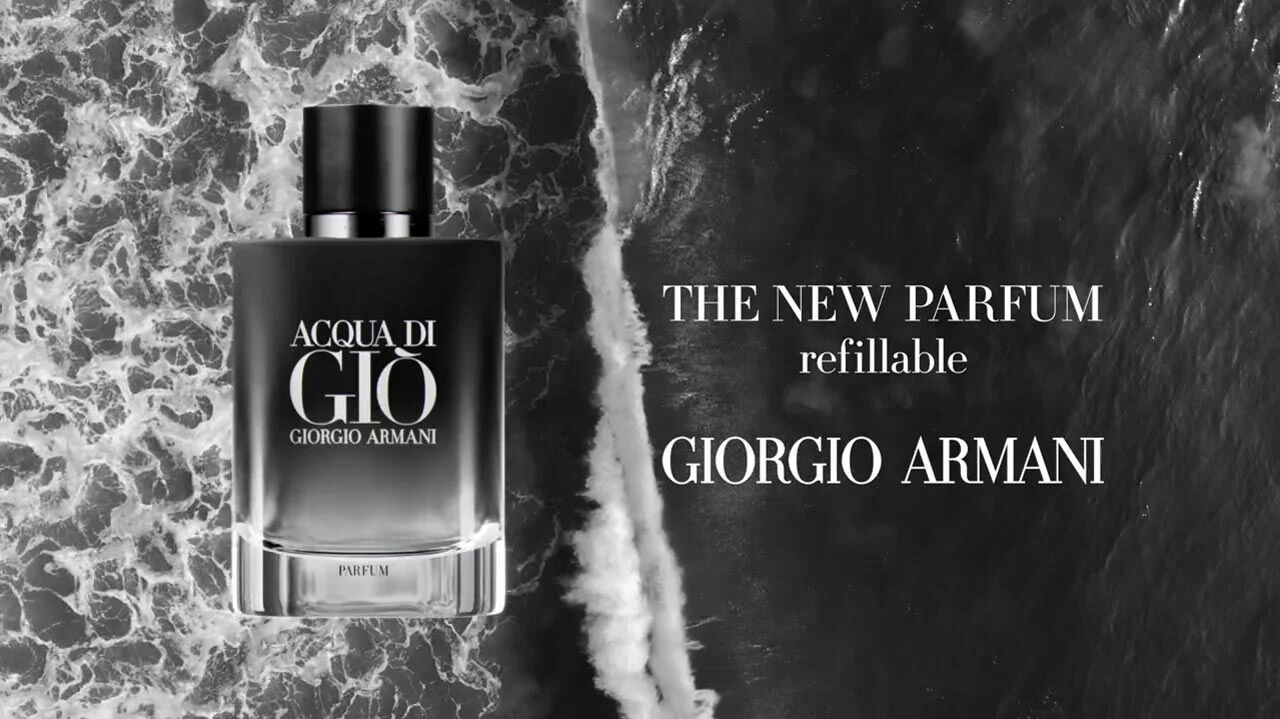 ACQUA DI
GIÒ
GIORGIO ARMANI
PARFUM
THE NEW PARFUM
refillable
GIORGIO ARMANI